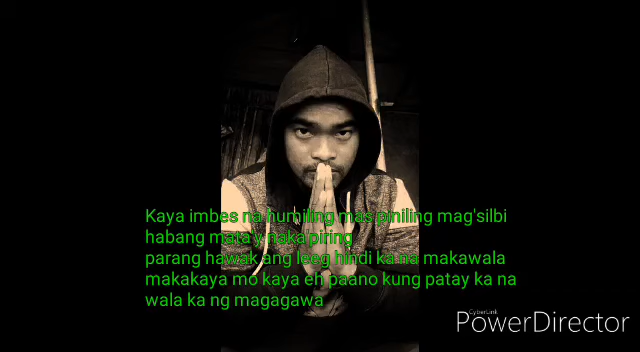 Kaya imbes na humiling mas piniling mag'silbi
habang mata'y naka'piring
parang hawak ang leeg hindi ka na makawala
makakaya mo kaya eh paano kung patay ka na
wala ka ng magagawa
CyberLink
PowerDirector